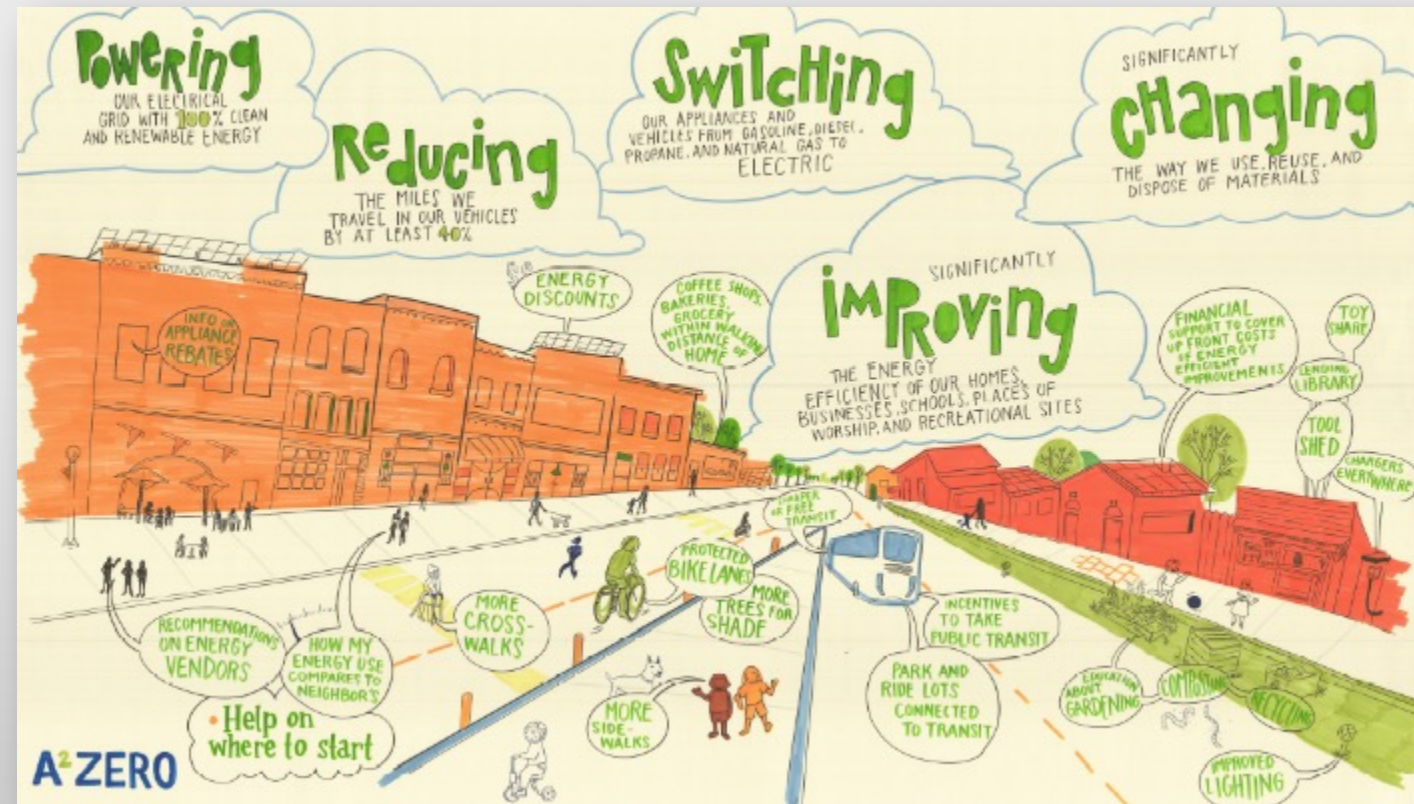 Powering
OUR ELECTRICAL
GRID WITH 100% CLEAN
AND RENEWABLE ENERGY
Reducing
THE MILES WE
TRAVEL IN OUR VEHICLES
BY AT LEAST 40%
SWITCHING
OUR APPLIANCES AND
VEHICLES FROM GASOLINE, DIESEL,
PROPANE, AND NATURAL GAS TO
ELECTRIC
SIGNIFICANTLY
CHanging
THE WAY WE USE, REUSE, AND
DISPOSE OF MATERIALS
SIGNIFICANTLY
IMPROVING
THE ENERGY
EFFICIENCY OF OUR HOMES,
BUSINESSES, SCHOOLS, PLACES OF
WORSHIP, AND RECREATIONAL SITES
INFO ON
APPLIANCE
REBATES
ENERGY
DISCOUNTS
COFFEE SHOPS,
BAKERIES,
GROCERY
WITHIN WALKING
DISTANCE OF
HOME
FINANCIAL
SUPPORT TO COVER
UP FRONT COSTS
OF ENERGY
EFFICIENT
IMPROVEMENTS
TOY
SHARE
LENDING
LIBRARY
TOOL
SHED
CHARGERS
EVERYWHERE
CHEAPER
OR FREE
TRANSIT
PROTECTED
BIKE LANES
MORE
TREES FOR
SHADE
MORE
CROSS-
WALKS
RECOMMENDATIONS
ON ENERGY
VENDORS
HOW MY
ENERGY USE
COMPARES TO
NEIGHBOR'S
• Help on
where to start
MORE
SIDE-
WALKS
INCENTIVES
TO TAKE
PUBLIC TRANSIT
PARK AND
RIDE LOTS
CONNECTED
TO TRANSIT
EDUCATION
ABOUT
GARDENING
COMPOSTING
RECYCLING
IMPROVED
LIGHTING
A² ZERO